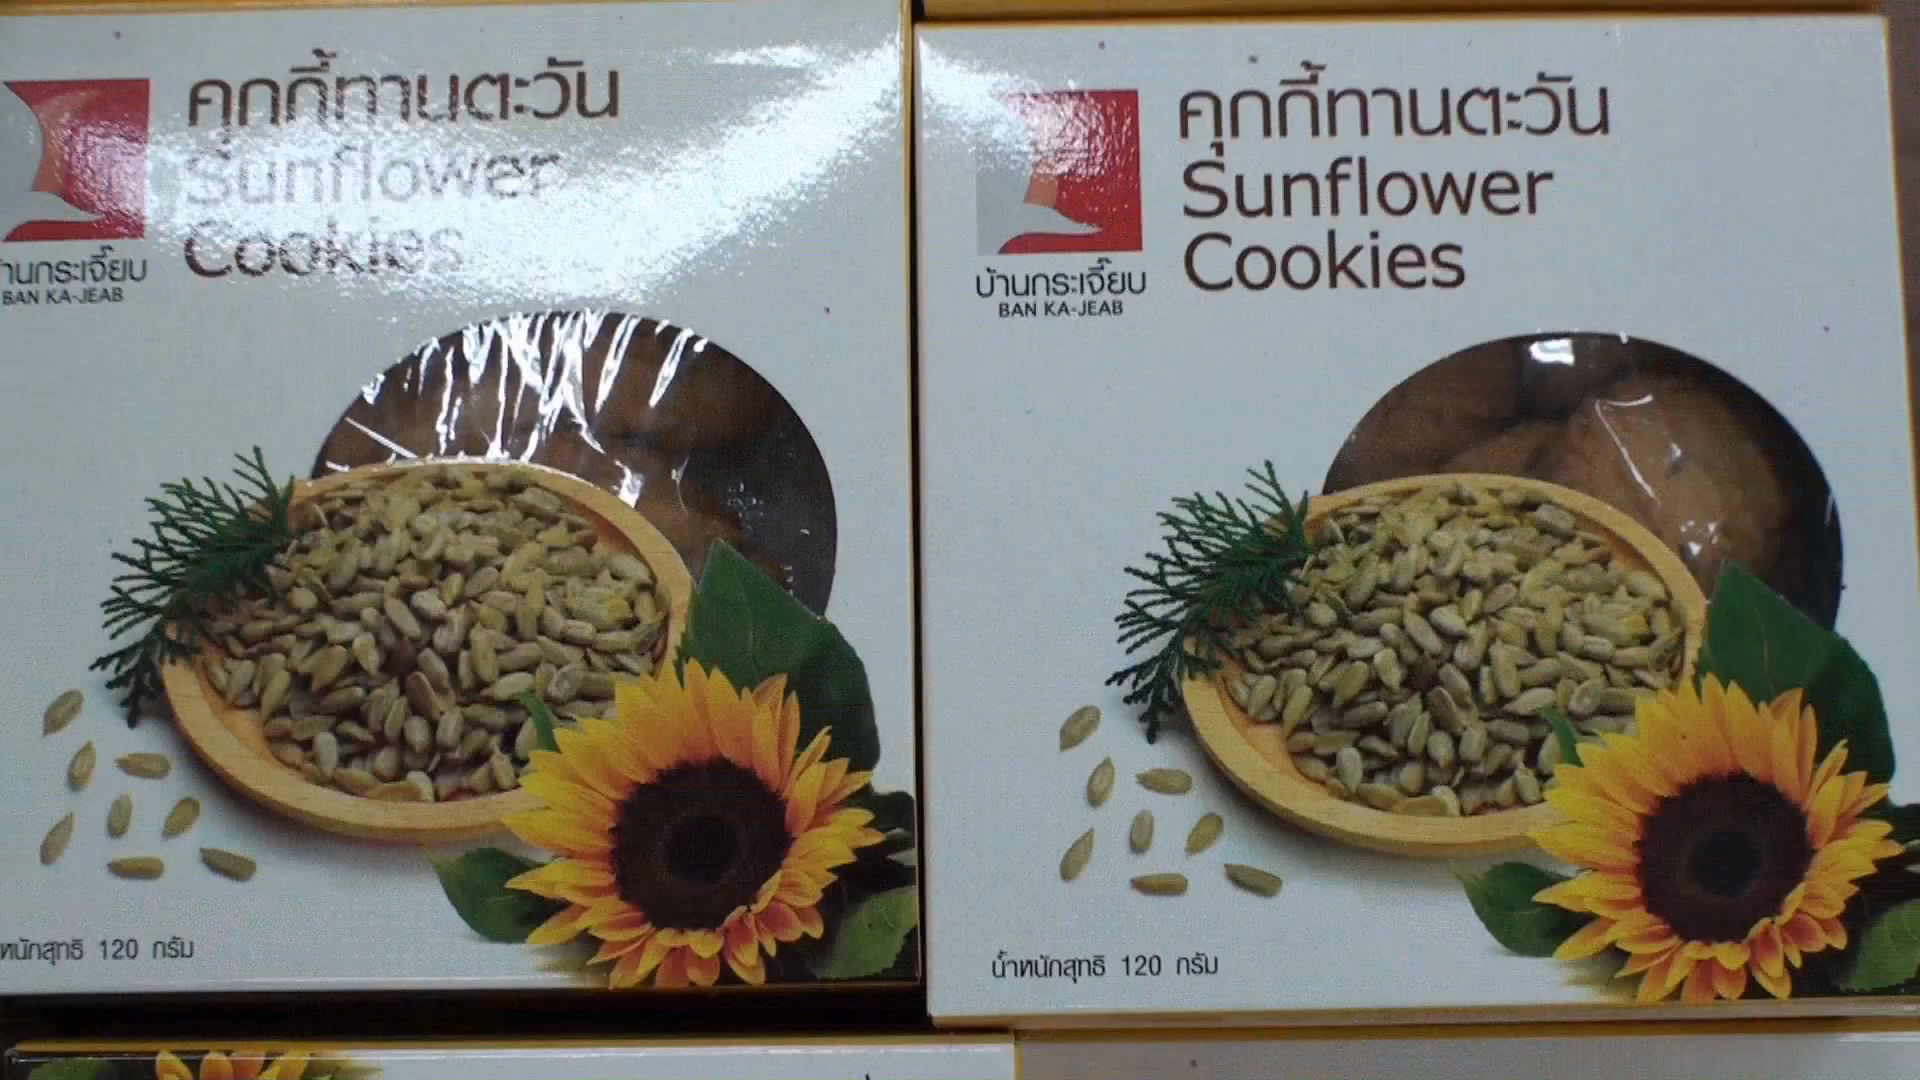 คุกกี้ทานตะวัน
Sunflower
Cookies
านกระเจี๊ยบ
BAN KA-JEAB
หนักสุทธิ 120 กรัม
คุกกี้ทานตะวัน
Sunflower
Cookies
บ้านกระเจี๊ยบ
BAN KA-JEAB
น้ำหนักสุทธิ 120 กรัม